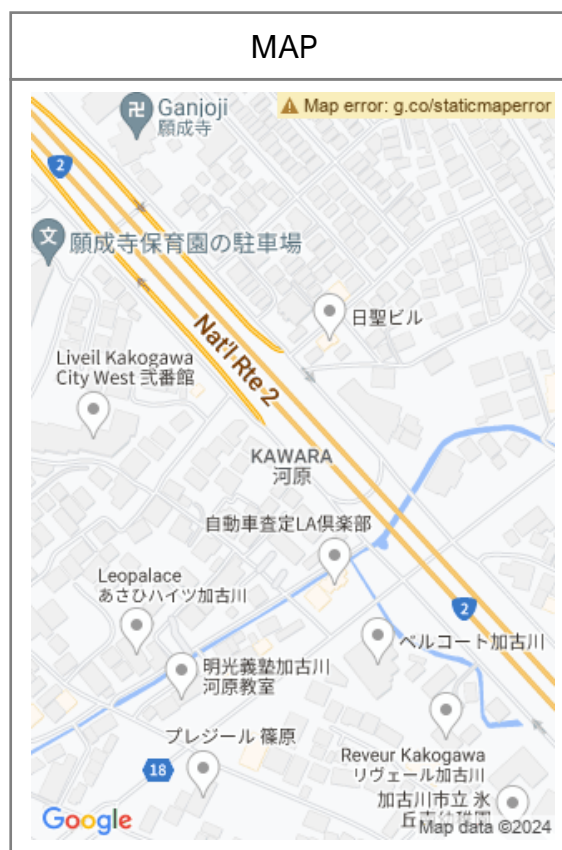 MAP
Map error: g.co/staticmaperror
Ganjoji
願成寺
2
文
願成寺保育園の駐車場
日聖ビル
Nat'l Rte 2
Liveil Kakogawa
City West 弐番館
KAWARA
河原
自動車査定LA倶楽部
Leopalace
あさひハイツ加古川
2
ベルコート加古川
明光義塾加古川
河原教室
プレジール 篠原
18
Reveur Kakogawa
リヴェール加古川
加古川市立 氷
Google
Map data ©2024